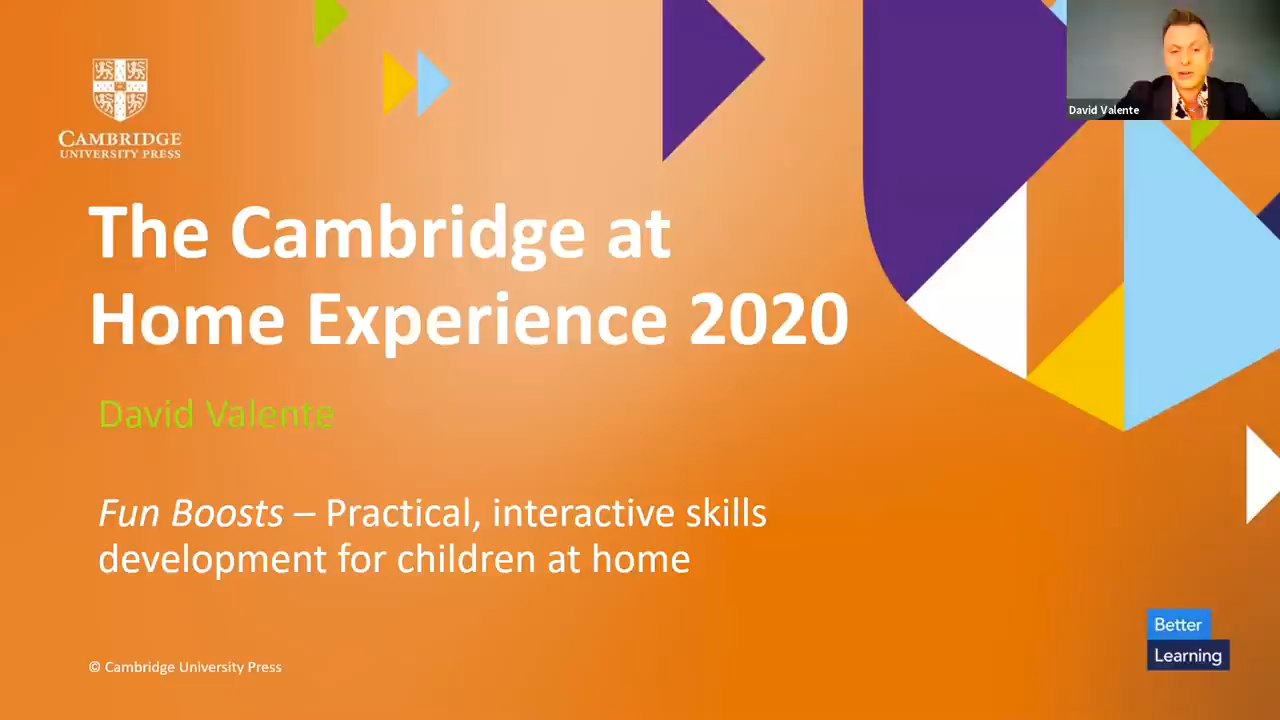 CAMBRIDGE
UNIVERSITY PRESS
David Valente
The Cambridge at
Home Experience 2020
David Valente
Fun Boosts – Practical, interactive skills
development for children at home
Better
Learning
© Cambridge University Press